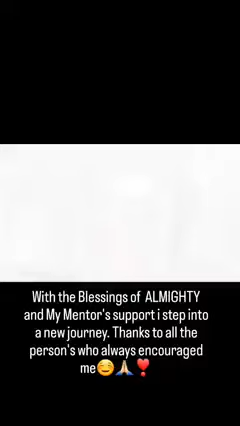 With the Blessings of ALMIGHTY
and My Mentor's support i step into
a new journey. Thanks to all the
person's who always encouraged
me☺️🙏🏻❣️